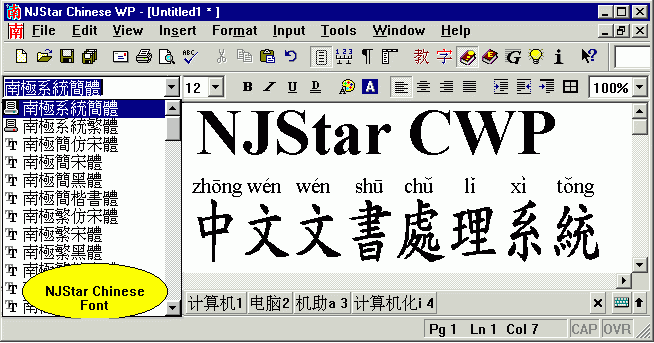 NJStar Chinese WP - [Untitled1 * ]
File Edit View Insert Format Input Tools Window Help
ABC 1.2.3 ¶ 教 字 G i ?
南極系統簡體 12 B I U D A 100%
南極系統簡體
南極系統繁體
南極簡仿宋體
南極簡宋體
南極簡黑體
南極簡楷書體
南極繁仿宋體
南極繁宋體
南極繁黑體
NJStar Chinese
Font
NJStar CWP
zhōng wén wén shū chǔ lǐ xì tǒng
中文文書處理系統
计算机1 电脑2 机助a 3 计算机化i 4
Pg 1 Ln 1 Col 7 CAP OVR